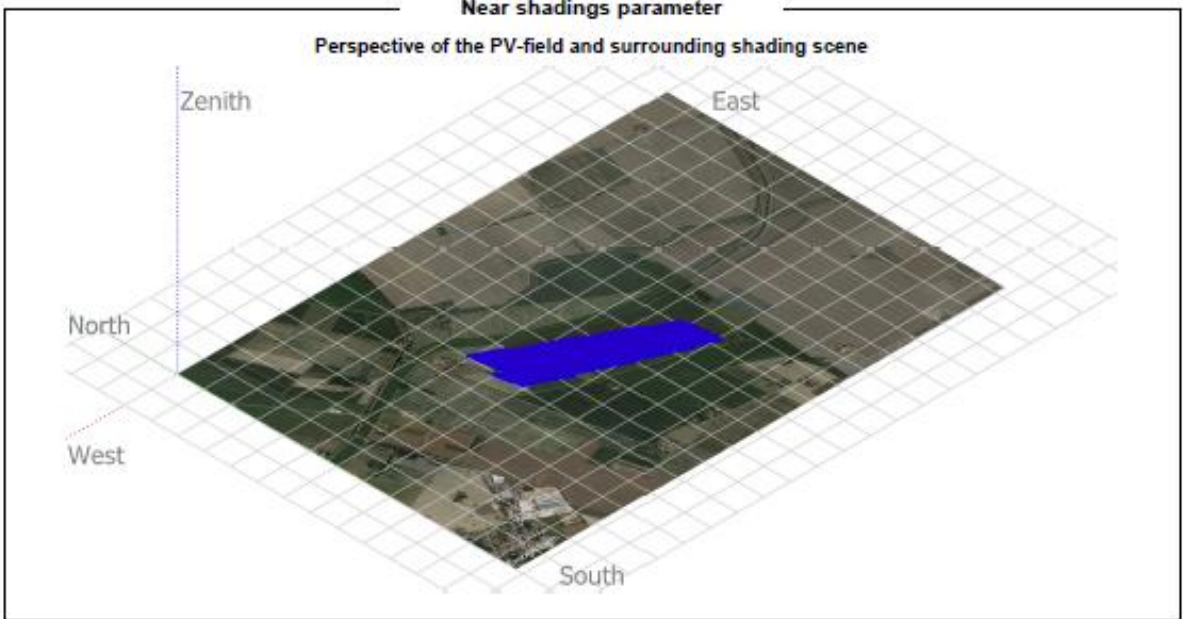 Near shadings parameter
Perspective of the PV-field and surrounding shading scene
Zenith
East
North
West
South